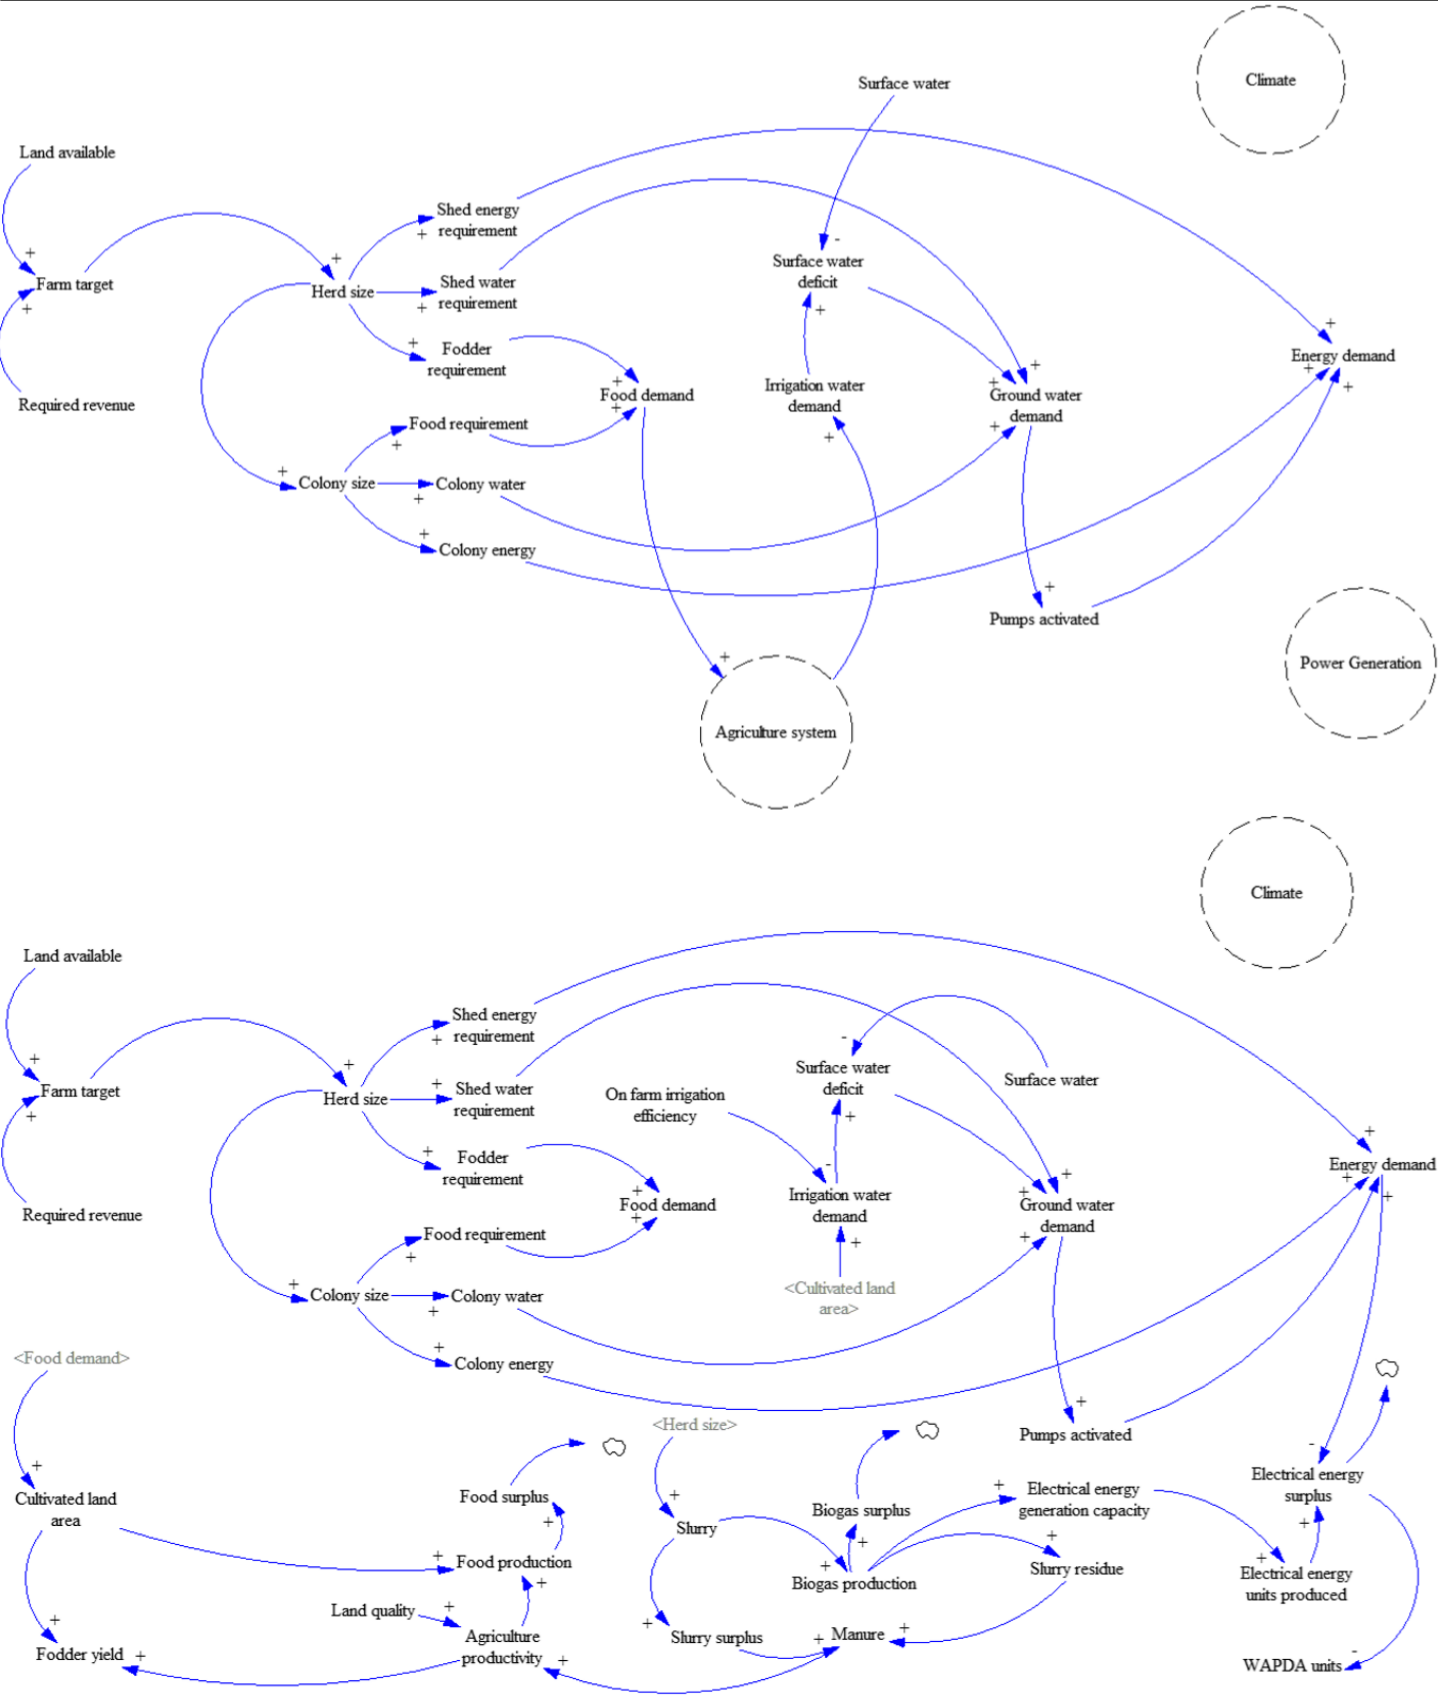 Climate
Surface water
Land available
Shed energy
requirement
Surface water
deficit
Farm target
Herd size
Shed water
requirement
Fodder
requirement
Energy demand
Required revenue
Food demand
Irrigation water
demand
Ground water
demand
Food requirement
Colony size
Colony water
Colony energy
Pumps activated
Power Generation
Agriculture system
Climate
Land available
Shed energy
requirement
Surface water
deficit
Surface water
Farm target
Herd size
Shed water
requirement
On farm irrigation
efficiency
Fodder
requirement
Energy demand
Required revenue
Food demand
Irrigation water
demand
Ground water
demand
Food requirement
Colony size
Colony water
<Cultivated land
area>
<Food demand>
Colony energy
<Herd size>
Pumps activated
Cultivated land
area
Food surplus
Slurry
Biogas surplus
Electrical energy
generation capacity
Electrical energy
surplus
Food production
Biogas production
Slurry residue
Electrical energy
units produced
Land quality
Agriculture
productivity
Slurry surplus
Manure
Fodder yield
WAPDA units